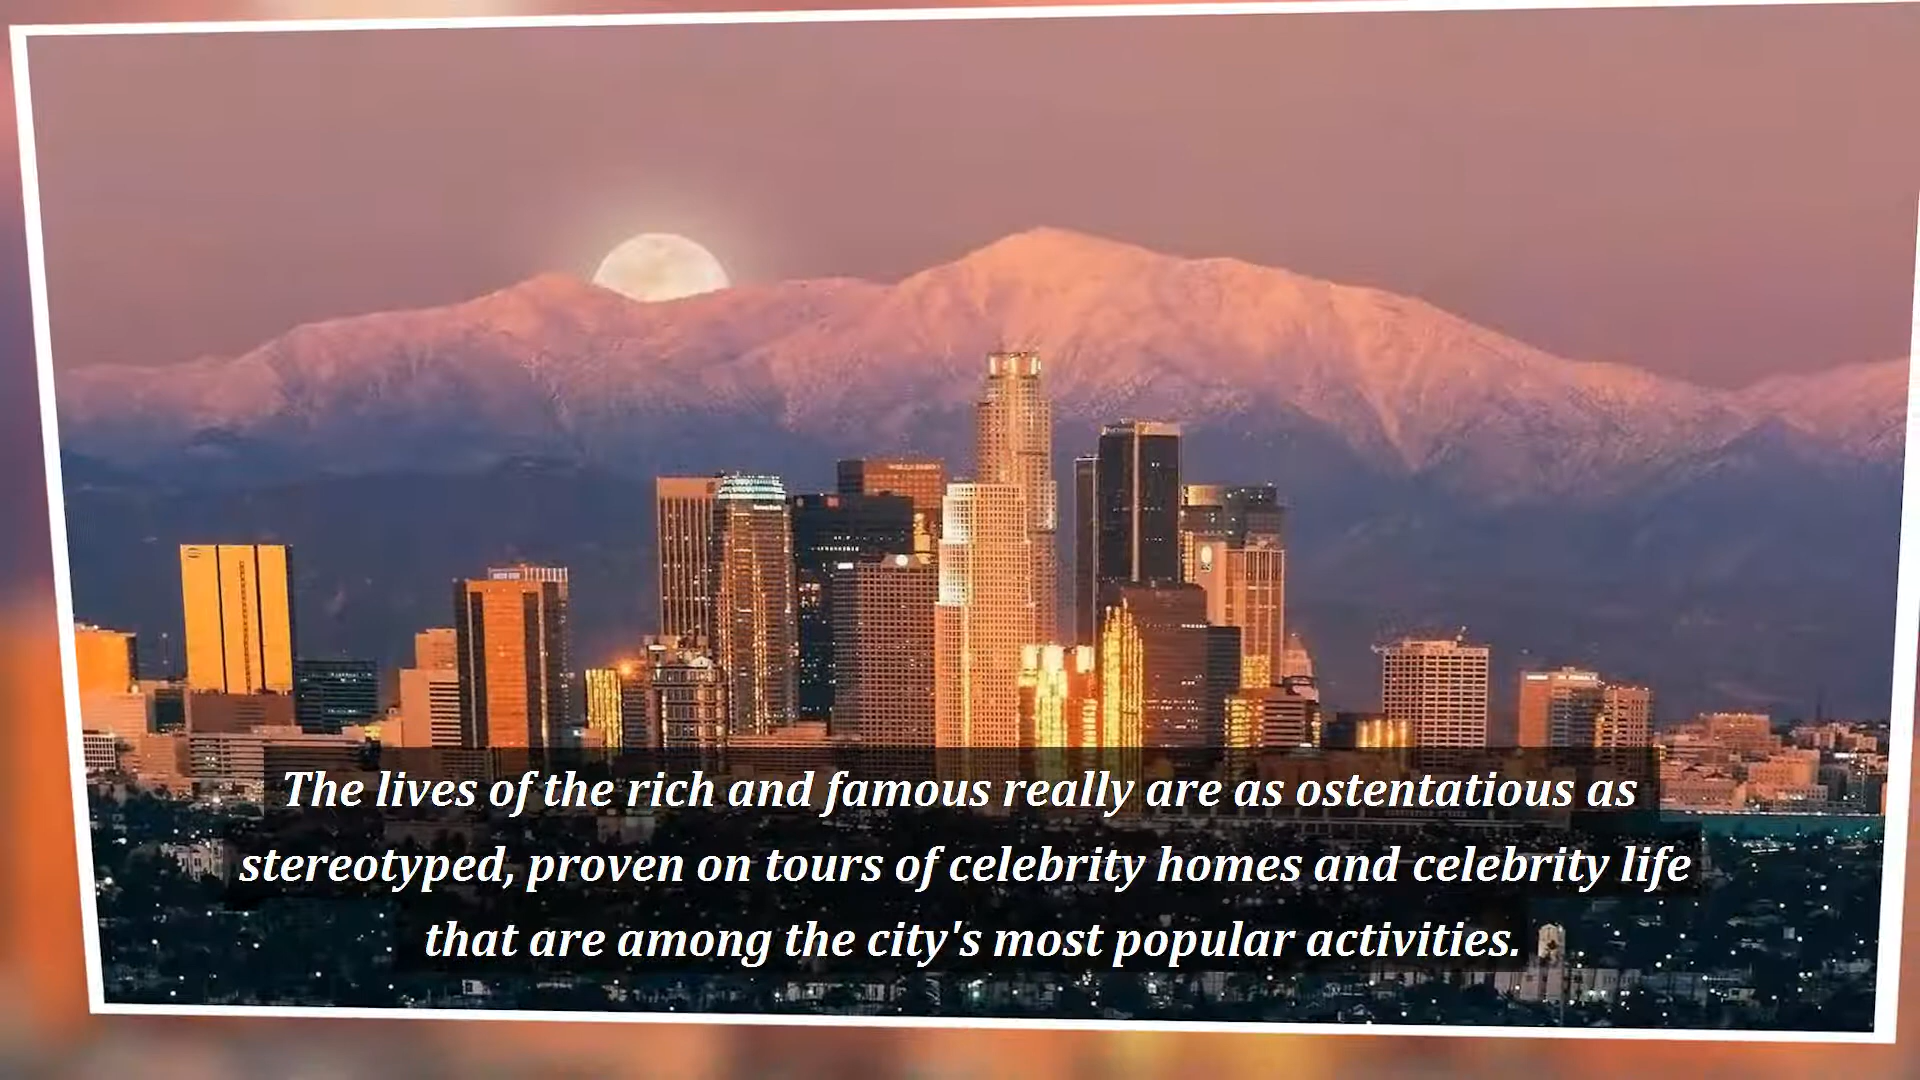 The lives of the rich and famous really are as ostentatious as
stereotyped, proven on tours of celebrity homes and celebrity life
that are among the city's most popular activities.